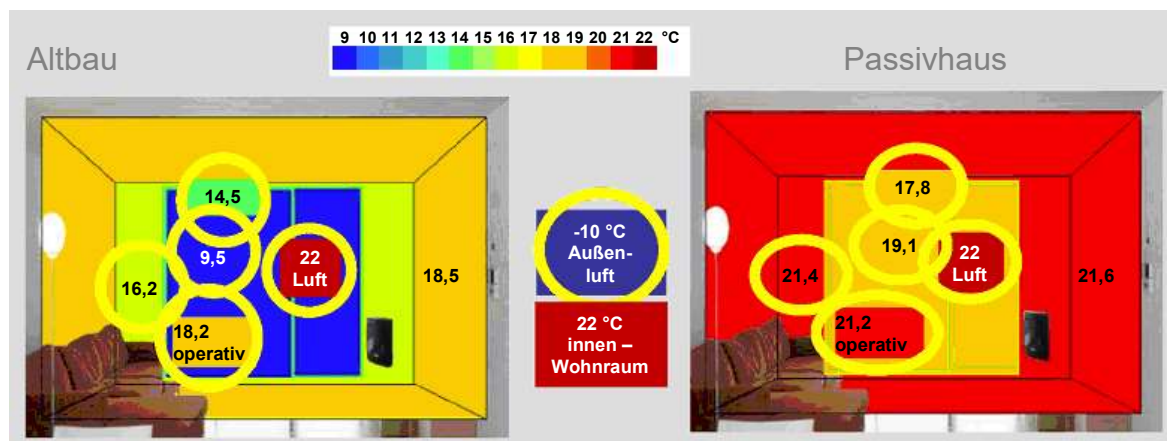 9 10 11 12 13 14 15 16 17 18 19 20 21 22 °C
Altbau
Passivhaus
14,5
9,5
22
Luft
16,2
18,5
18,2
operativ
-10 °C
Außen-
luft
22 °C
innen –
Wohnraum
17,8
19,1
22
Luft
21,4
21,6
21,2
operativ